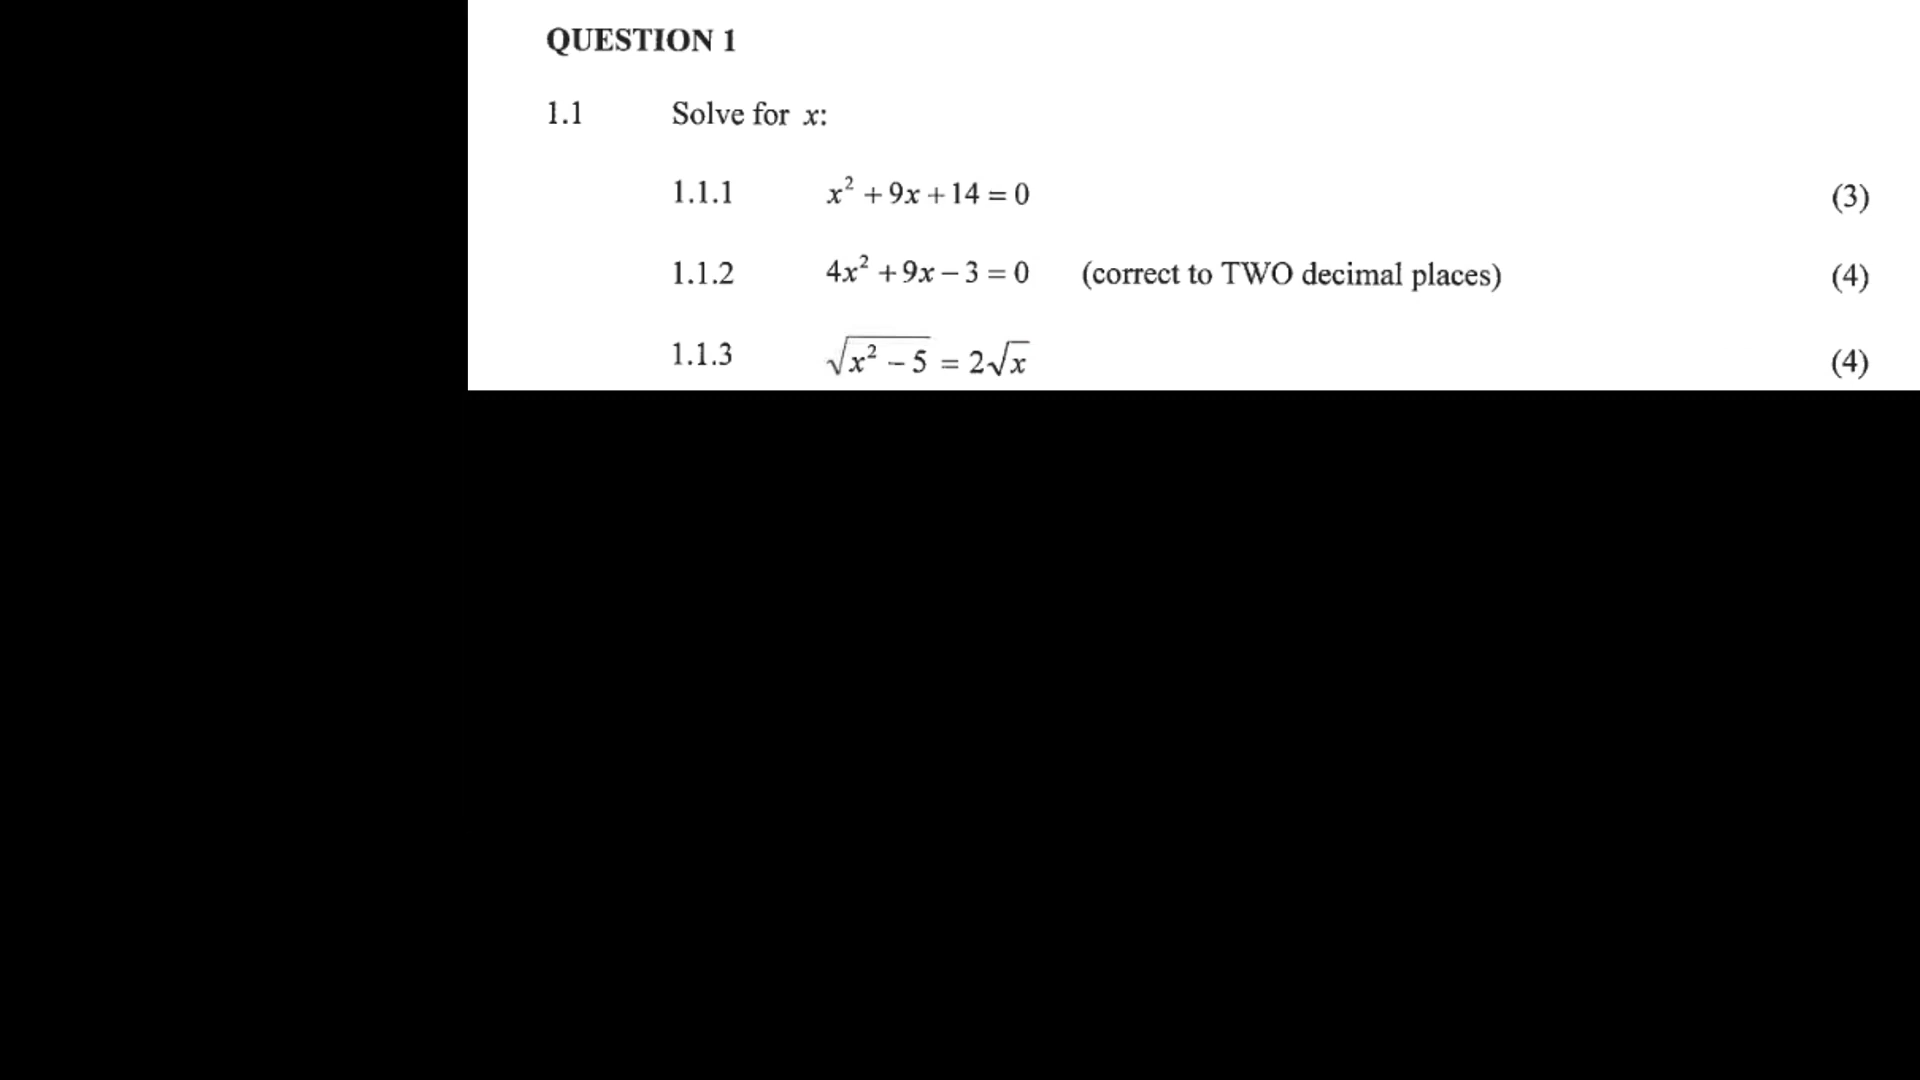 QUESTION 1
1.1 Solve for x:
1.1.1 x² + 9x + 14 = 0 (3)
1.1.2 4x² + 9x – 3 = 0 (correct to TWO decimal places) (4)
1.1.3 √(x² – 5) = 2√x (4)